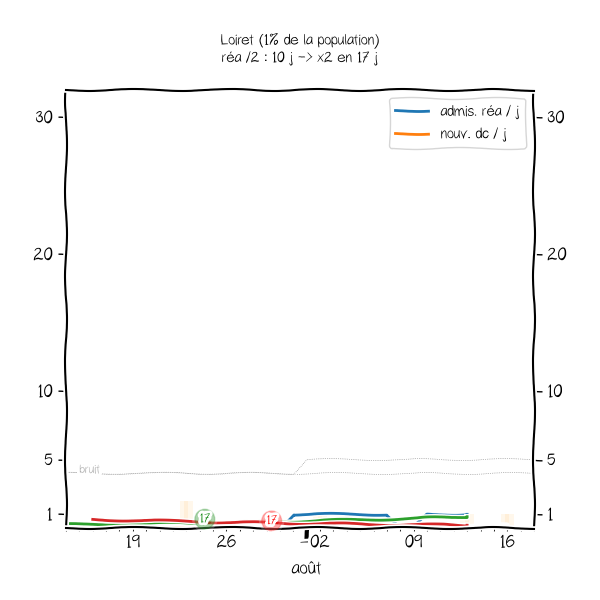 Loiret (1% de la population)
réa /2 : 10 j -> x2 en 17 j
admis. réa / j
nouv. dc / j
30
30
20
20
10
10
5
5
bruit
1
17
17
1
19
26
02
09
16
août